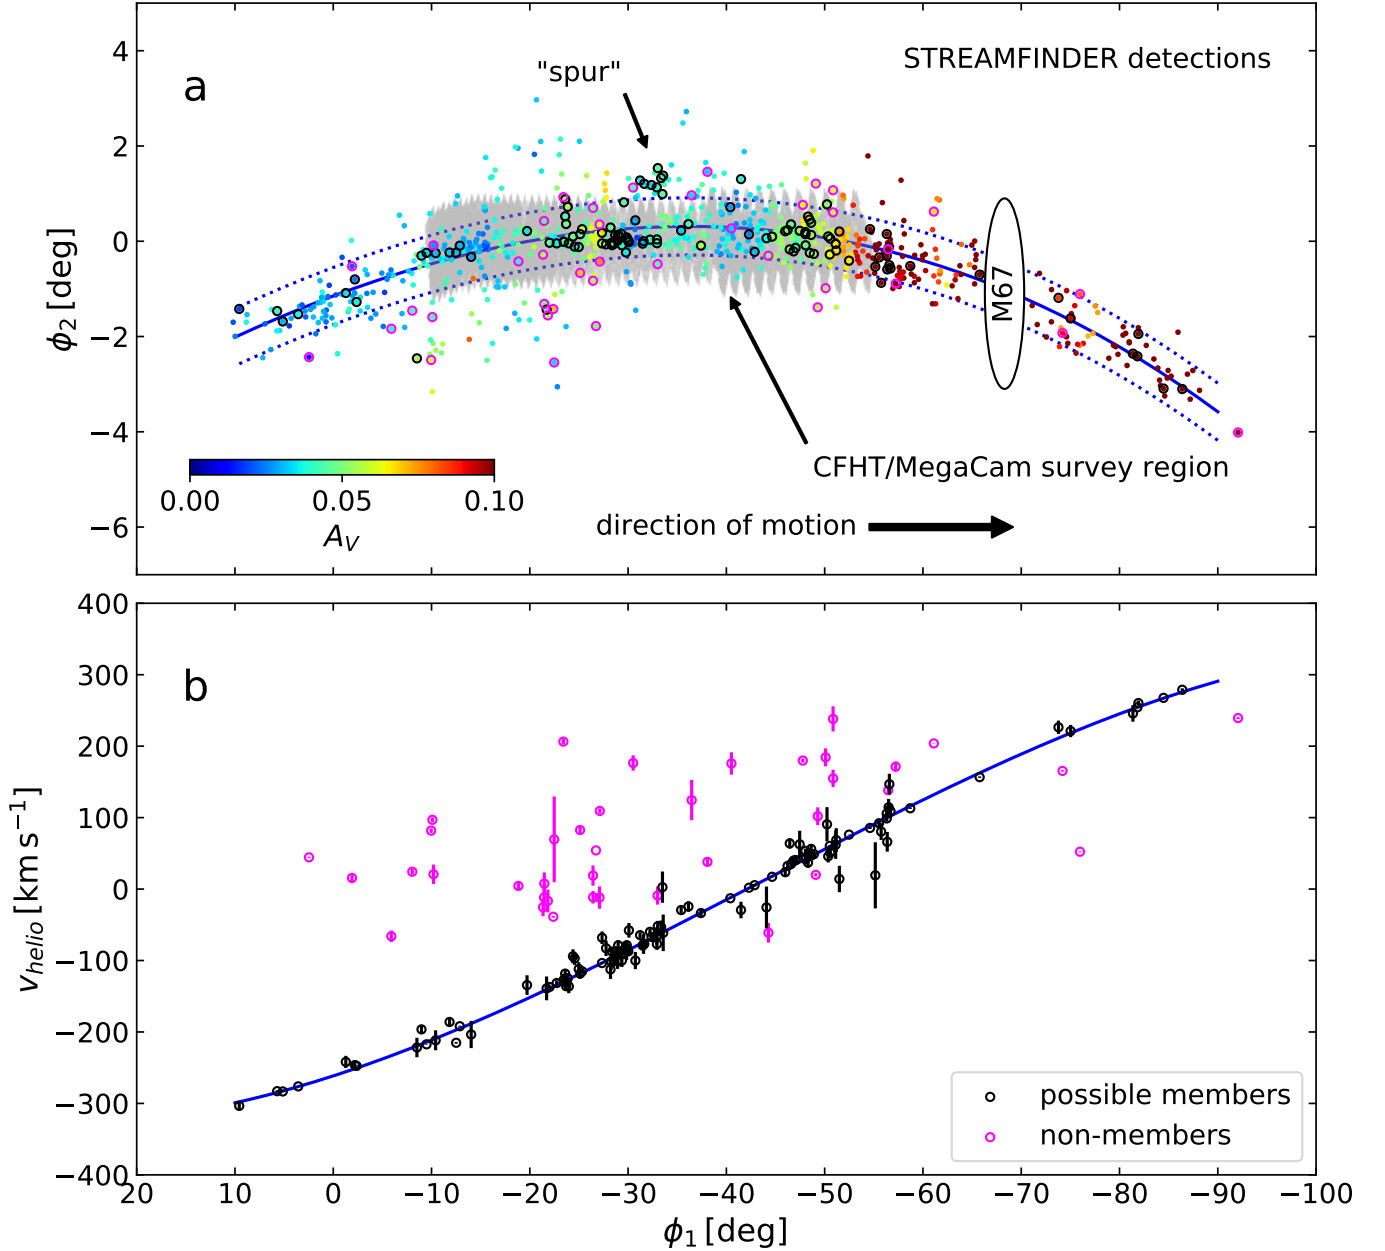 a
"spur"
STREAMFINDER detections
M67
CFHT/MegaCam survey region
direction of motion
0.00 0.05 0.10
A_V
4
2
0
−2
−4
−6
ϕ₂ [deg]
b
400
300
200
100
0
−100
−200
−300
−400
v_helio [km s⁻¹]
possible members
non-members
20 10 0 −10 −20 −30 −40 −50 −60 −70 −80 −90 −100
ϕ₁ [deg]